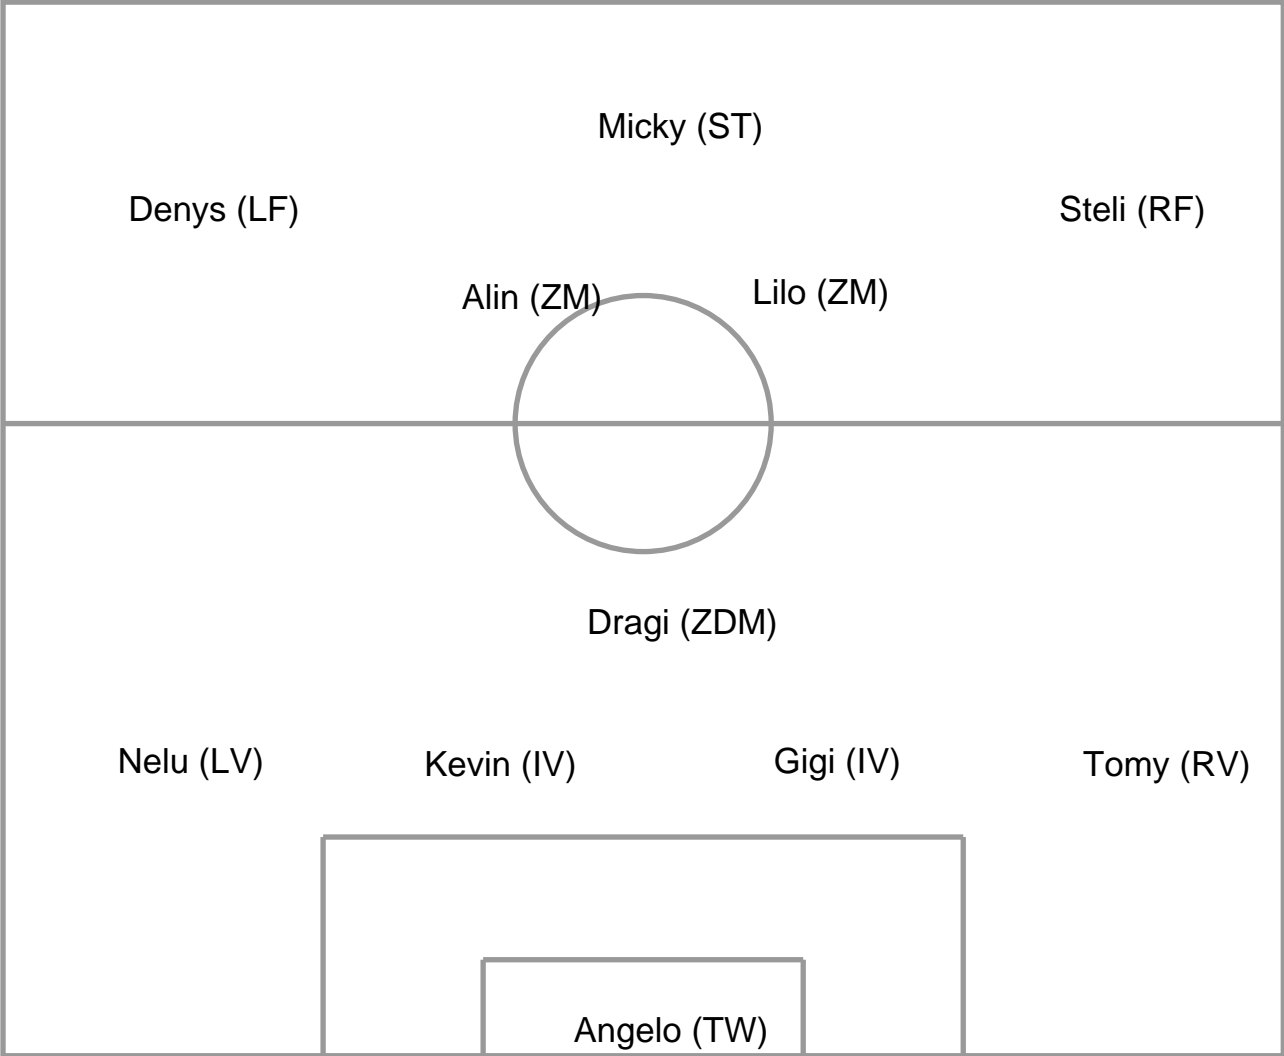 Micky (ST)
Denys (LF)
Steli (RF)
Alin (ZM)
Lilo (ZM)
Dragi (ZDM)
Nelu (LV)
Kevin (IV)
Gigi (IV)
Tomy (RV)
Angelo (TW)